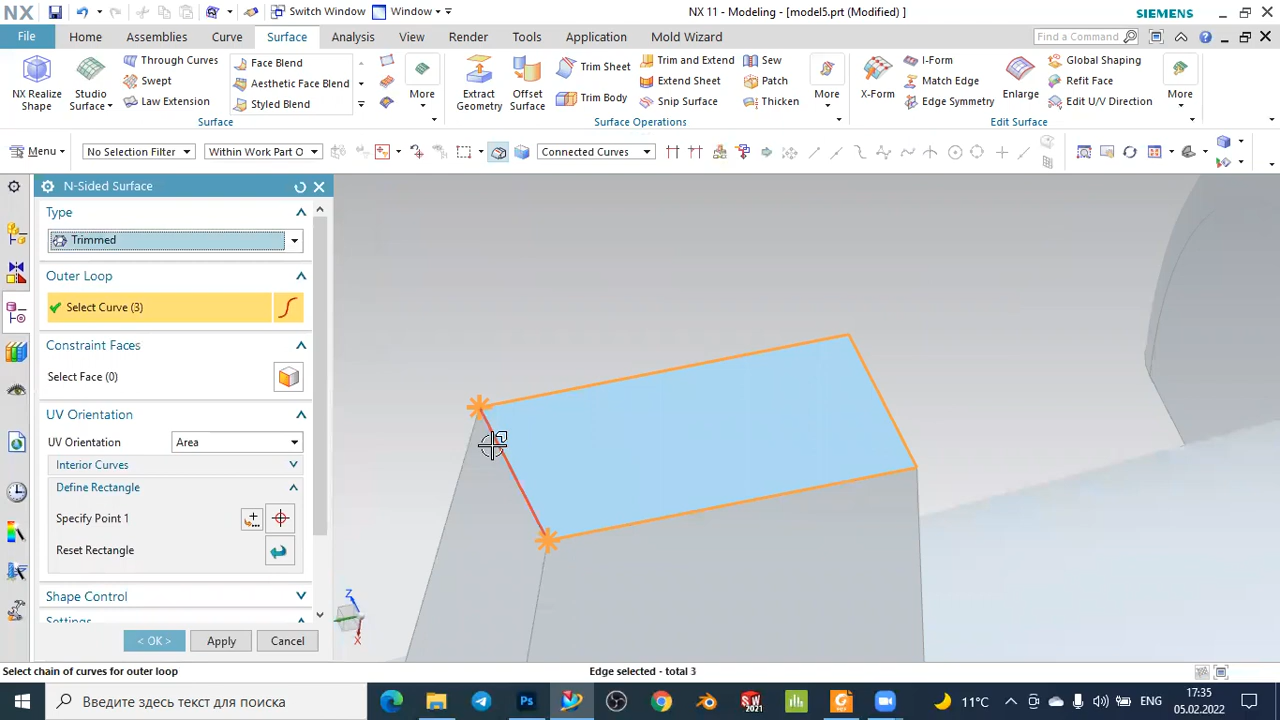 NX Switch Window Window NX 11 - Modeling - [model5.prt (Modified) ] SIEMENS
File Home Assemblies Curve Surface Analysis View Render Tools Application Mold Wizard Find a Command
NX Realize Shape
Studio Surface
Through Curves
Swept
Law Extension
Face Blend
Aesthetic Face Blend
Styled Blend
More
Surface
Extract Geometry
Offset Surface
Trim Sheet
Trim Body
Trim and Extend
Extend Sheet
Snip Surface
Sew
Patch
Thicken
More
Surface Operations
X-Form
I-Form
Match Edge
Edge Symmetry
Enlarge
Global Shaping
Refit Face
Edit U/V Direction
More
Edit Surface
Menu No Selection Filter Within Work Part O Connected Curves
N-Sided Surface
Type
Trimmed
Outer Loop
Select Curve (3)
Constraint Faces
Select Face (0)
UV Orientation
UV Orientation Area
Interior Curves
Define Rectangle
Specify Point 1
Reset Rectangle
Shape Control
Settings
< OK > Apply Cancel
Z
X
Select chain of curves for outer loop Edge selected - total 3
Введите здесь текст для поиска
Ps
SW
2021
11°C
ENG
17:35
05.02.2022